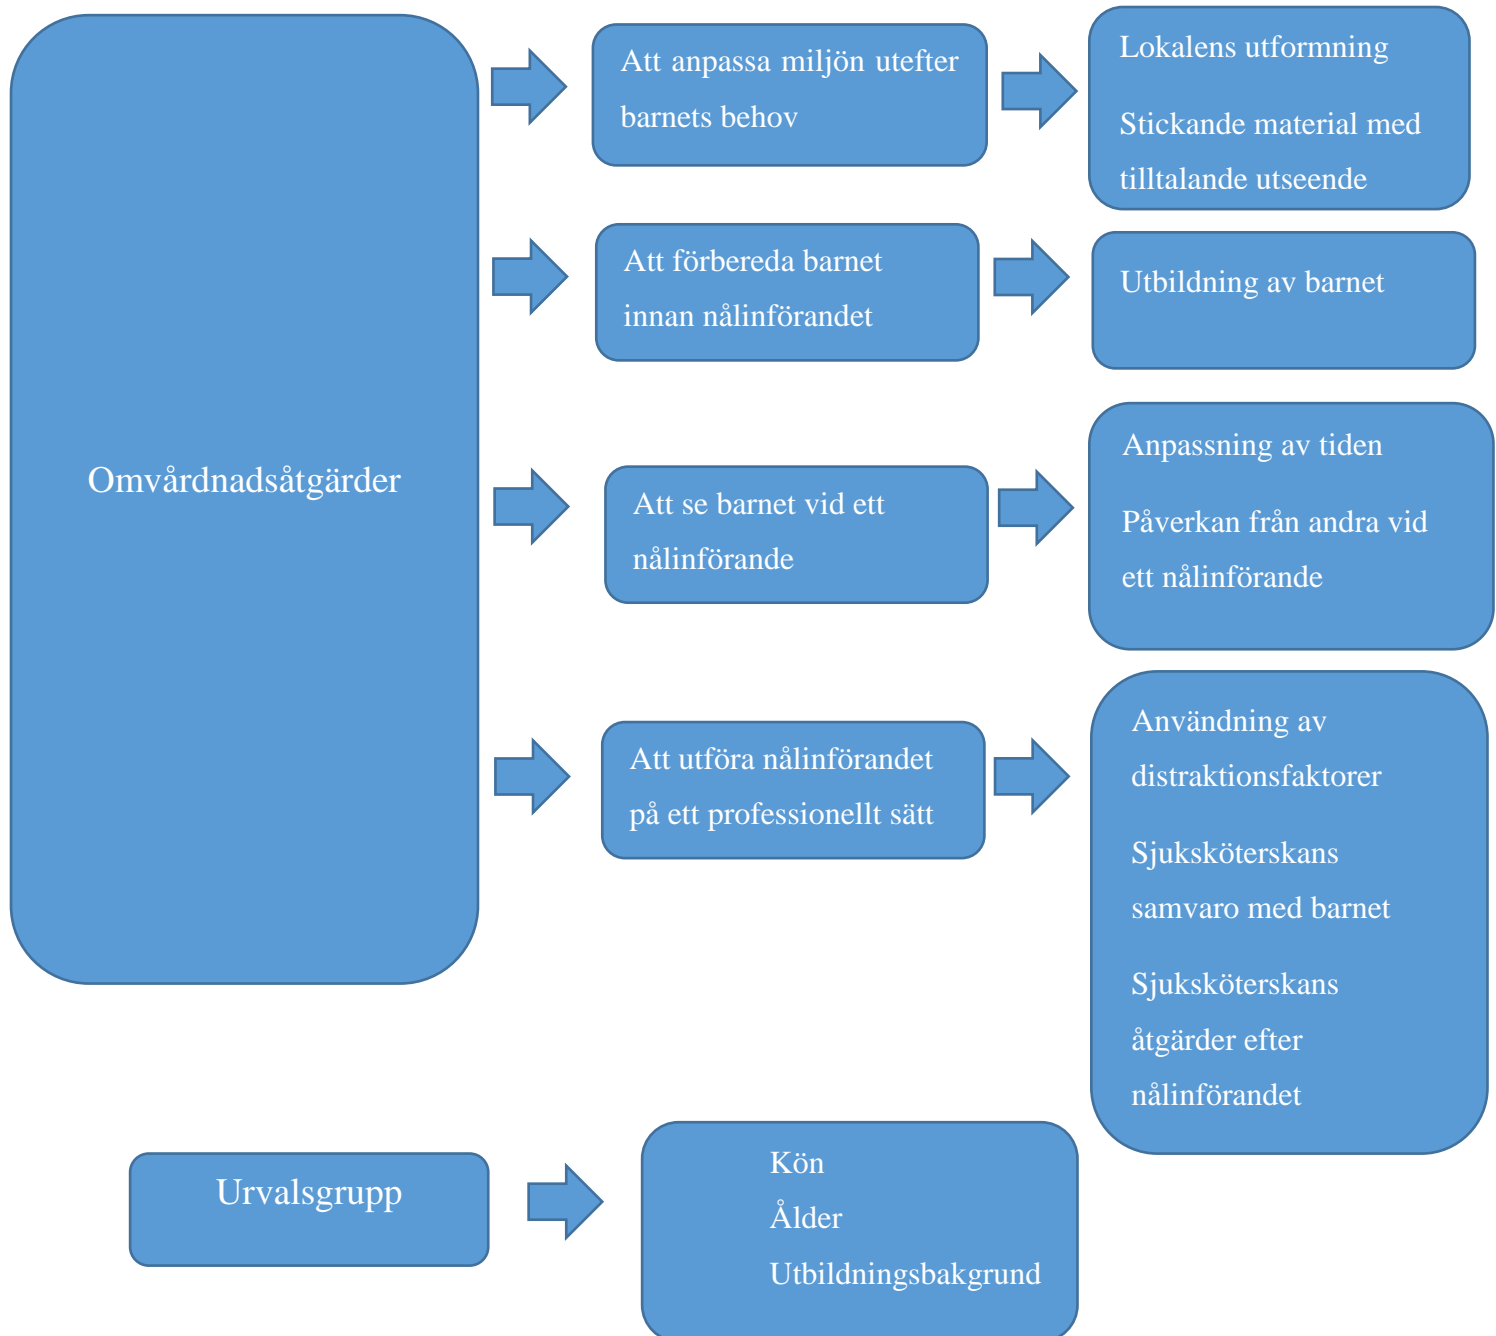 Omvårdnadsåtgärder
Att anpassa miljön utefter
barnets behov
Lokalens utformning
Stickande material med
tilltalande utseende
Att förbereda barnet
innan nålinförandet
Utbildning av barnet
Att se barnet vid ett
nålinförande
Anpassning av tiden
Påverkan från andra vid
ett nålinförande
Att utföra nålinförandet
på ett professionellt sätt
Användning av
distraktionsfaktorer
Sjuksköterskans
samvaro med barnet
Sjuksköterskans
åtgärder efter
nålinförandet
Urvalsgrupp
Kön
Ålder
Utbildningsbakgrund